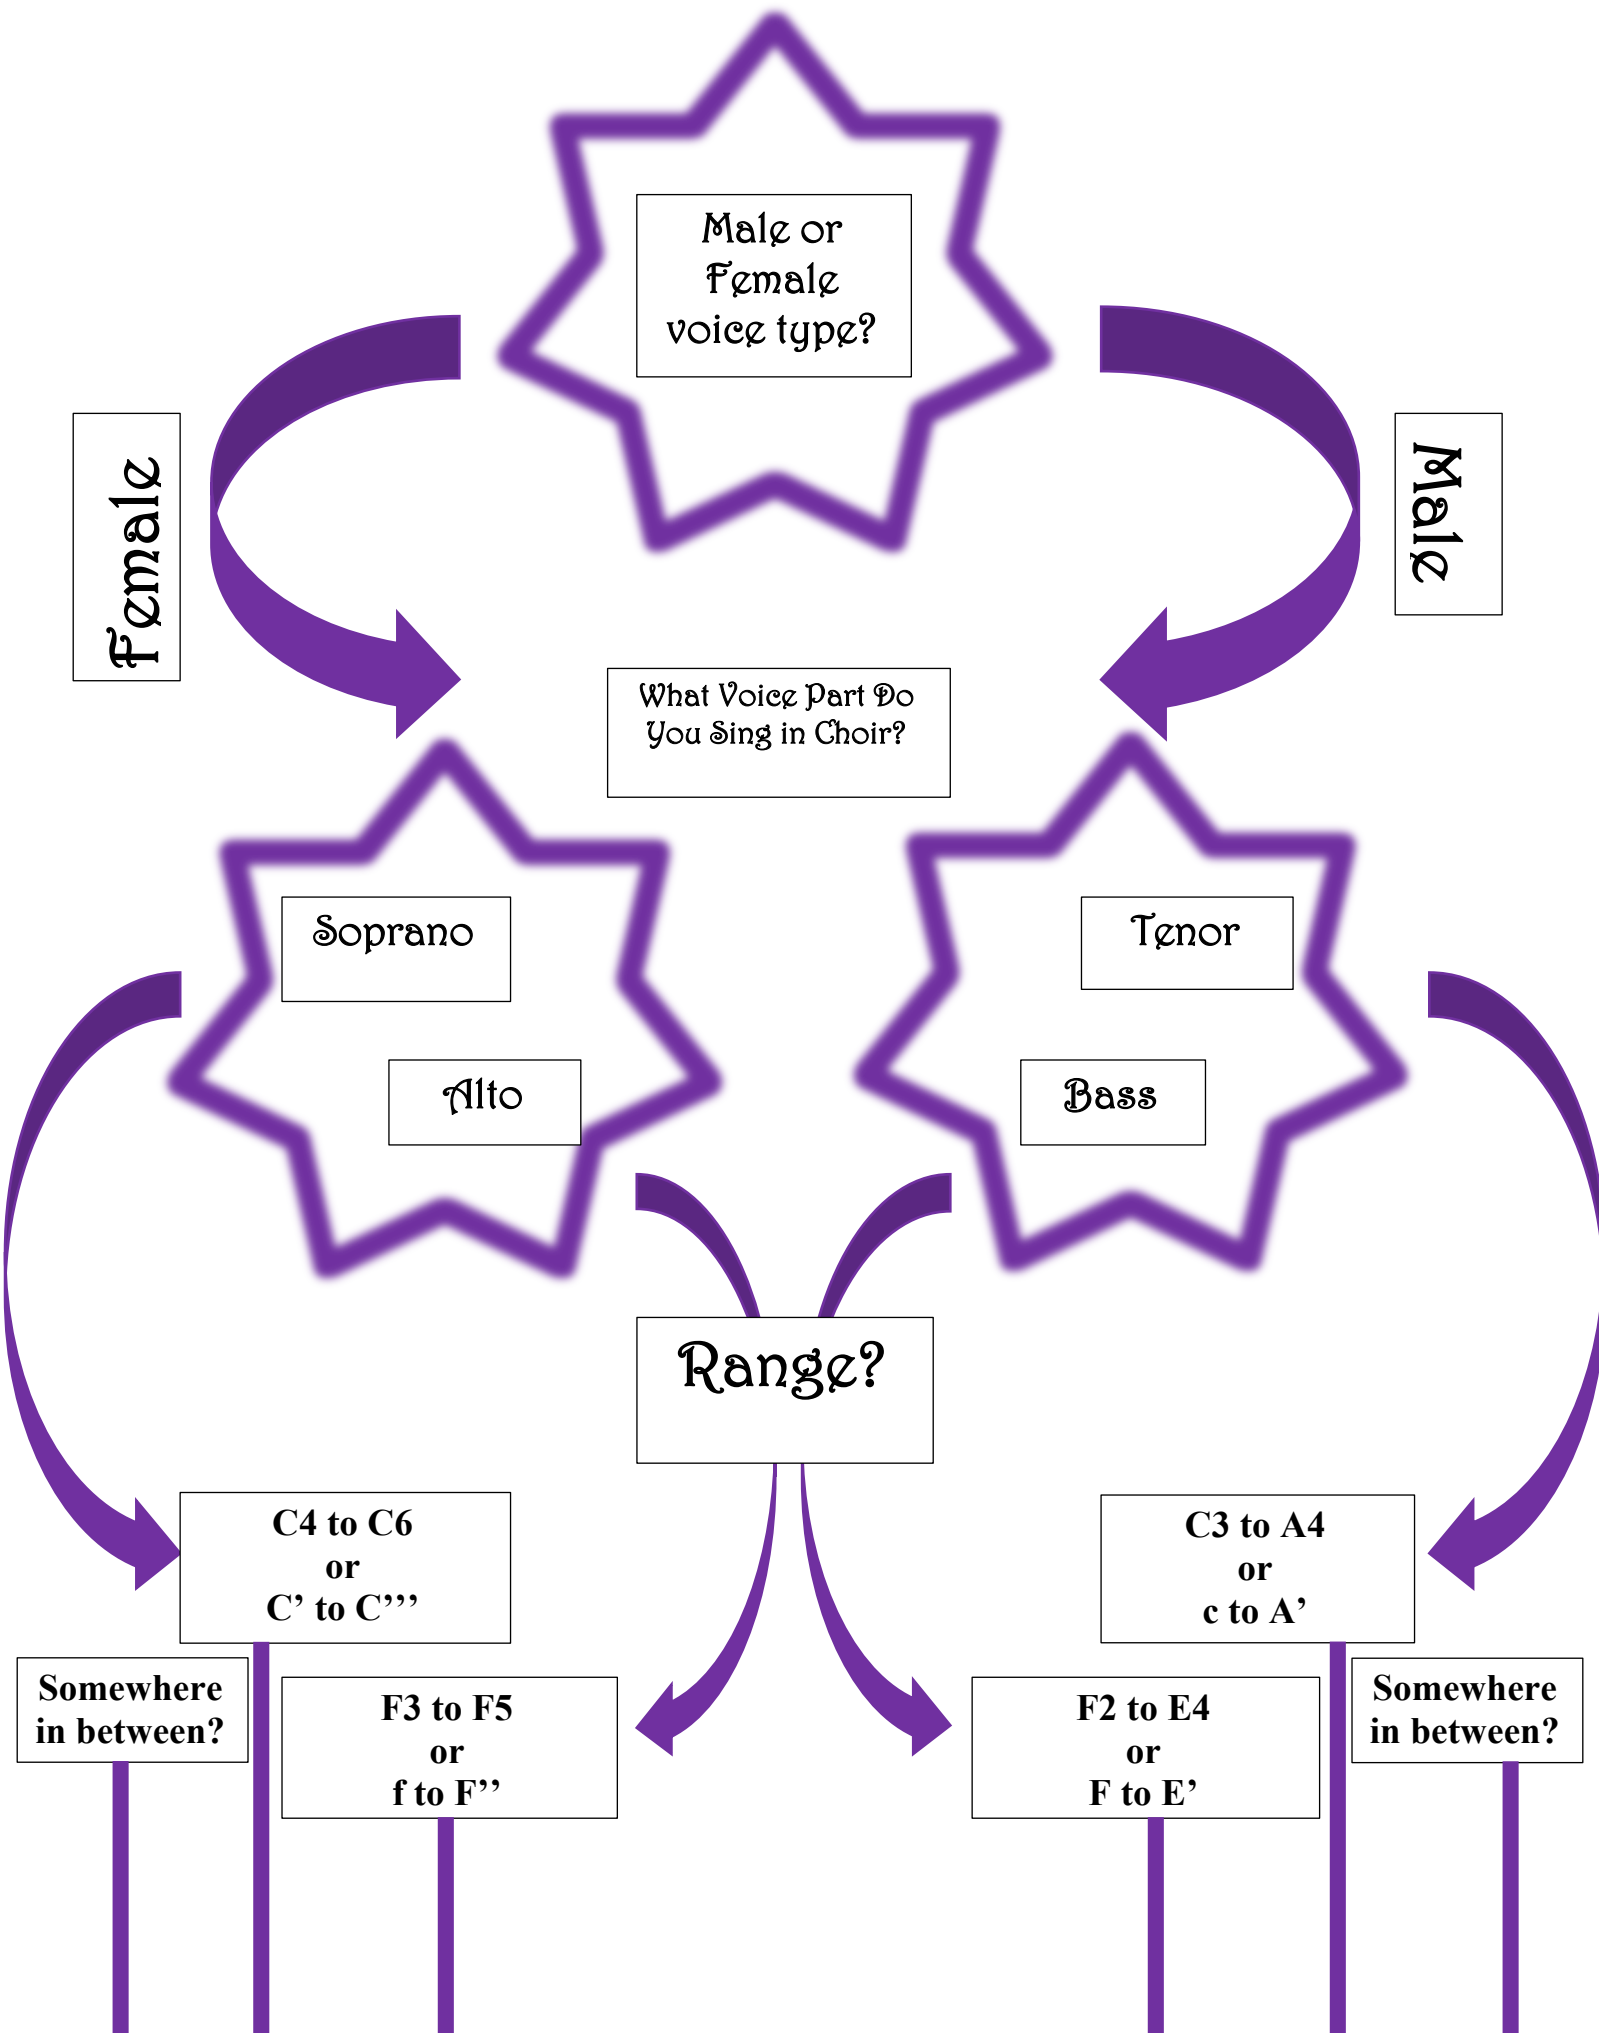 Male or
Female
voice type?
Female
Male
What Voice Part Do
You Sing in Choir?
Soprano
Tenor
Alto
Bass
Range?
C4 to C6
or
C’ to C’’’
C3 to A4
or
c to A’
Somewhere
in between?
F3 to F5
or
f to F’’
F2 to E4
or
F to E’
Somewhere
in between?